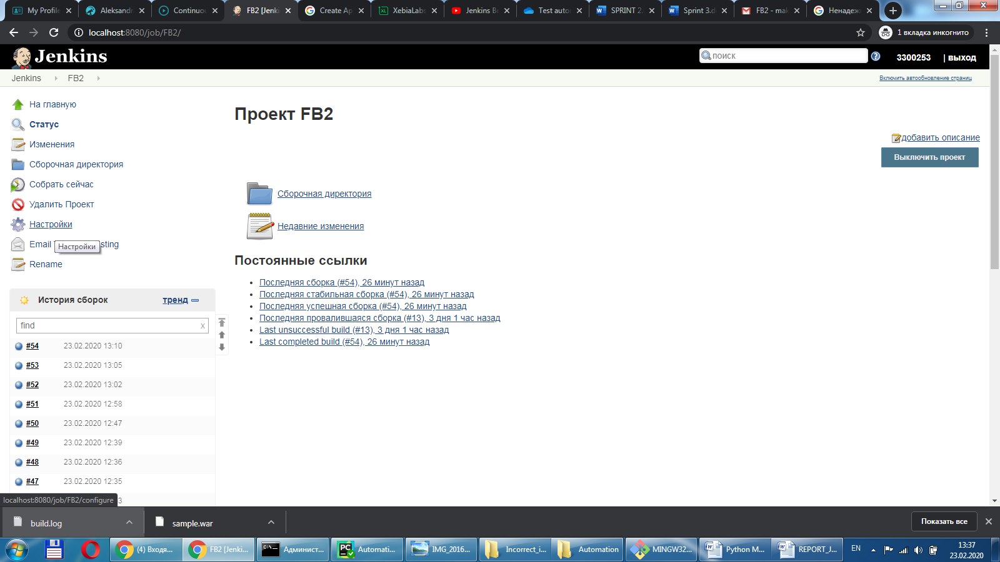 My Profile
Aleksandr
Continuou
FB2 [Jenki
Create Ap
XebiaLabs
Jenkins Be
Test autor
SPRINT 2.
Sprint 3.d
FB2 - mak
Ненадежн
localhost:8080/job/FB2/
1 вкладка инкогнито
Jenkins
поиск
3300253
| выход
Jenkins
FB2
Включить автообновление страниц
На главную
Статус
Изменения
Сборочная директория
Собрать сейчас
Удалить Проект
Настройки
Email
sting
Настройки
Rename
Проект FB2
добавить описание
Выключить проект
Сборочная директория
Недавние изменения
Постоянные ссылки
Последняя сборка (#54), 26 минут назад
Последняя стабильная сборка (#54), 26 минут назад
Последняя успешная сборка (#54), 26 минут назад
Последняя провалившаяся сборка (#13), 3 дня 1 час назад
Last unsuccessful build (#13), 3 дня 1 час назад
Last completed build (#54), 26 минут назад
История сборок
тренд
find
x
#54 23.02.2020 13:10
#53 23.02.2020 13:05
#52 23.02.2020 13:02
#51 23.02.2020 12:58
#50 23.02.2020 12:47
#49 23.02.2020 12:39
#48 23.02.2020 12:36
#47 23.02.2020 12:35
localhost:8080/job/FB2/configure
3
build.log
sample.war
Показать все
(4) Входя...
FB2 [Jenki...
Админист...
Automati...
IMG_2016...
Incorrect_i...
Automation
MINGW32...
Python M...
REPORT_J...
EN
13:37
23.02.2020